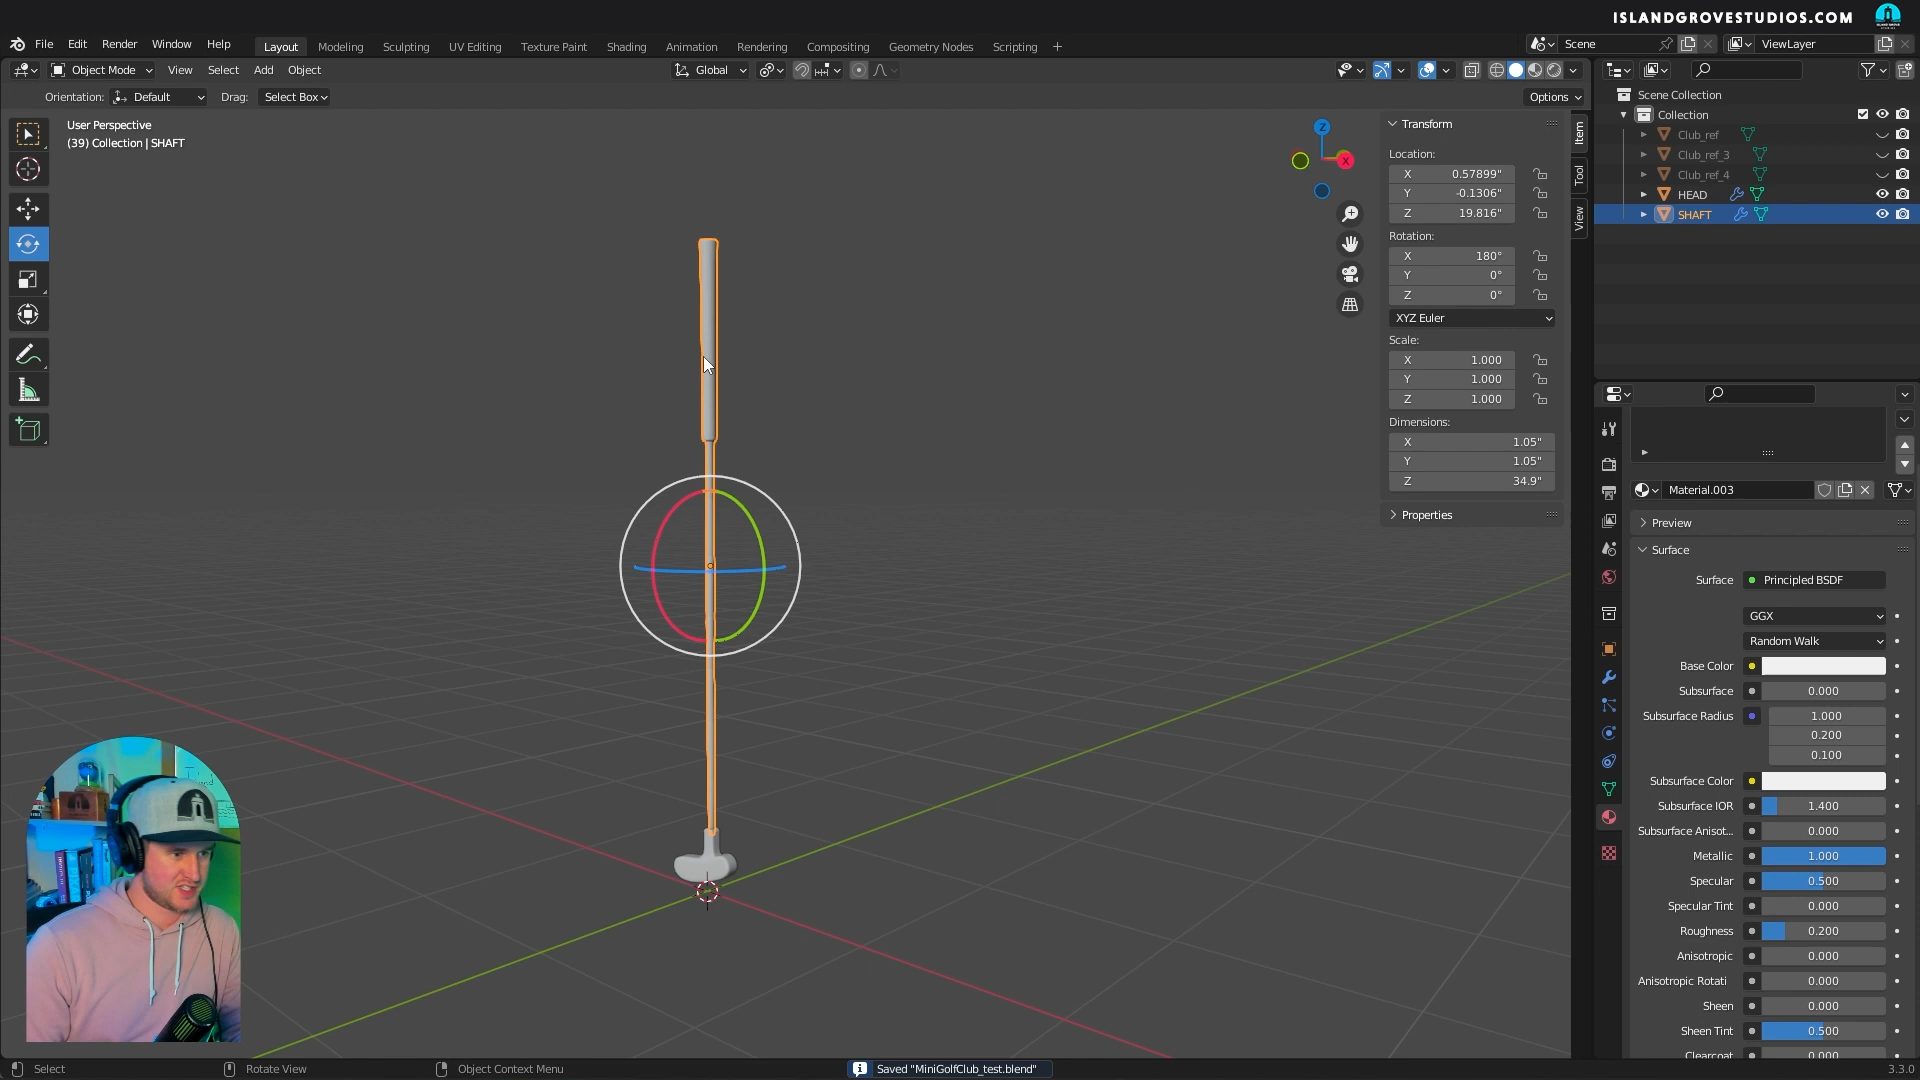 ISLANDGROVESTUDIOS.COM
File Edit Render Window Help
Layout Modeling Sculpting UV Editing Texture Paint Shading Animation Rendering Compositing Geometry Nodes Scripting +
Scene
ViewLayer
Object Mode View Select Add Object
Global
Orientation: Default Drag: Select Box
Options
User Perspective
(39) Collection | SHAFT
Z
X
Item
Tool
View
Transform
Location:
X 0.57899"
Y -0.1306"
Z 19.816"
Rotation:
X 180°
Y 0°
Z 0°
XYZ Euler
Scale:
X 1.000
Y 1.000
Z 1.000
Dimensions:
X 1.05"
Y 1.05"
Z 34.9"
Properties
Scene Collection
Collection
Club_ref
Club_ref_3
Club_ref_4
HEAD
SHAFT
Material.003
Preview
Surface
Surface Principled BSDF
GGX
Random Walk
Base Color
Subsurface 0.000
Subsurface Radius 1.000
0.200
0.100
Subsurface Color
Subsurface IOR 1.400
Subsurface Anisot... 0.000
Metallic 1.000
Specular 0.500
Specular Tint 0.000
Roughness 0.200
Anisotropic 0.000
Anisotropic Rotati 0.000
Sheen 0.000
Sheen Tint 0.500
Clearcoat 0.000
Select Rotate View Object Context Menu
Saved "MiniGolfClub_test.blend"
3.3.0